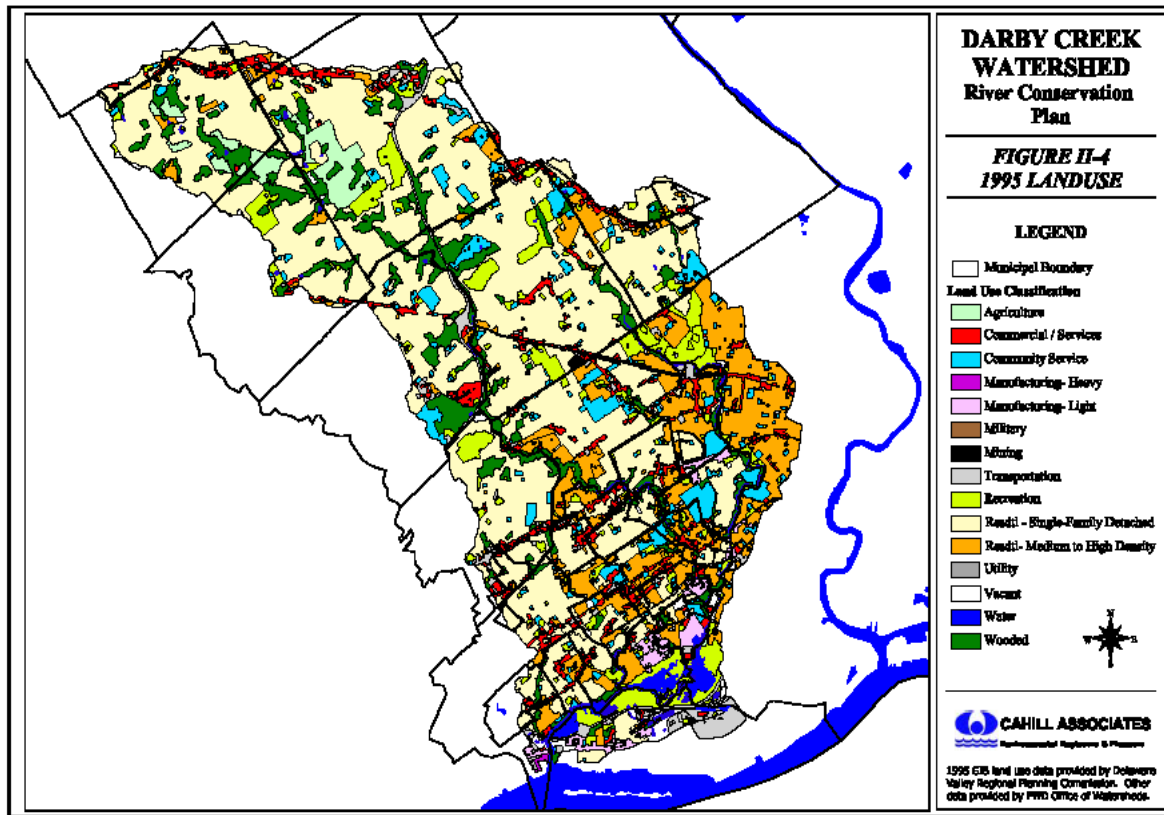 DARBY CREEK
WATERSHED
River Conservation
Plan
FIGURE II-4
1995 LANDUSE
LEGEND
Municipal Boundary
Land Use Classification
Agriculture
Commercial / Services
Community Service
Manufacturing- Heavy
Manufacturing- Light
Military
Mining
Transportation
Recreation
Resdtl - Single-Family Detached
Resdtl- Medium to High Density
Utility
Vacant
Water
Wooded
N
W
E
S
CAHILL ASSOCIATES
Environmental Engineers & Planners
1995 GIS land use data provided by Delaware
Valley Regional Planning Commission. Other
data provided by PWD Office of Watersheds.